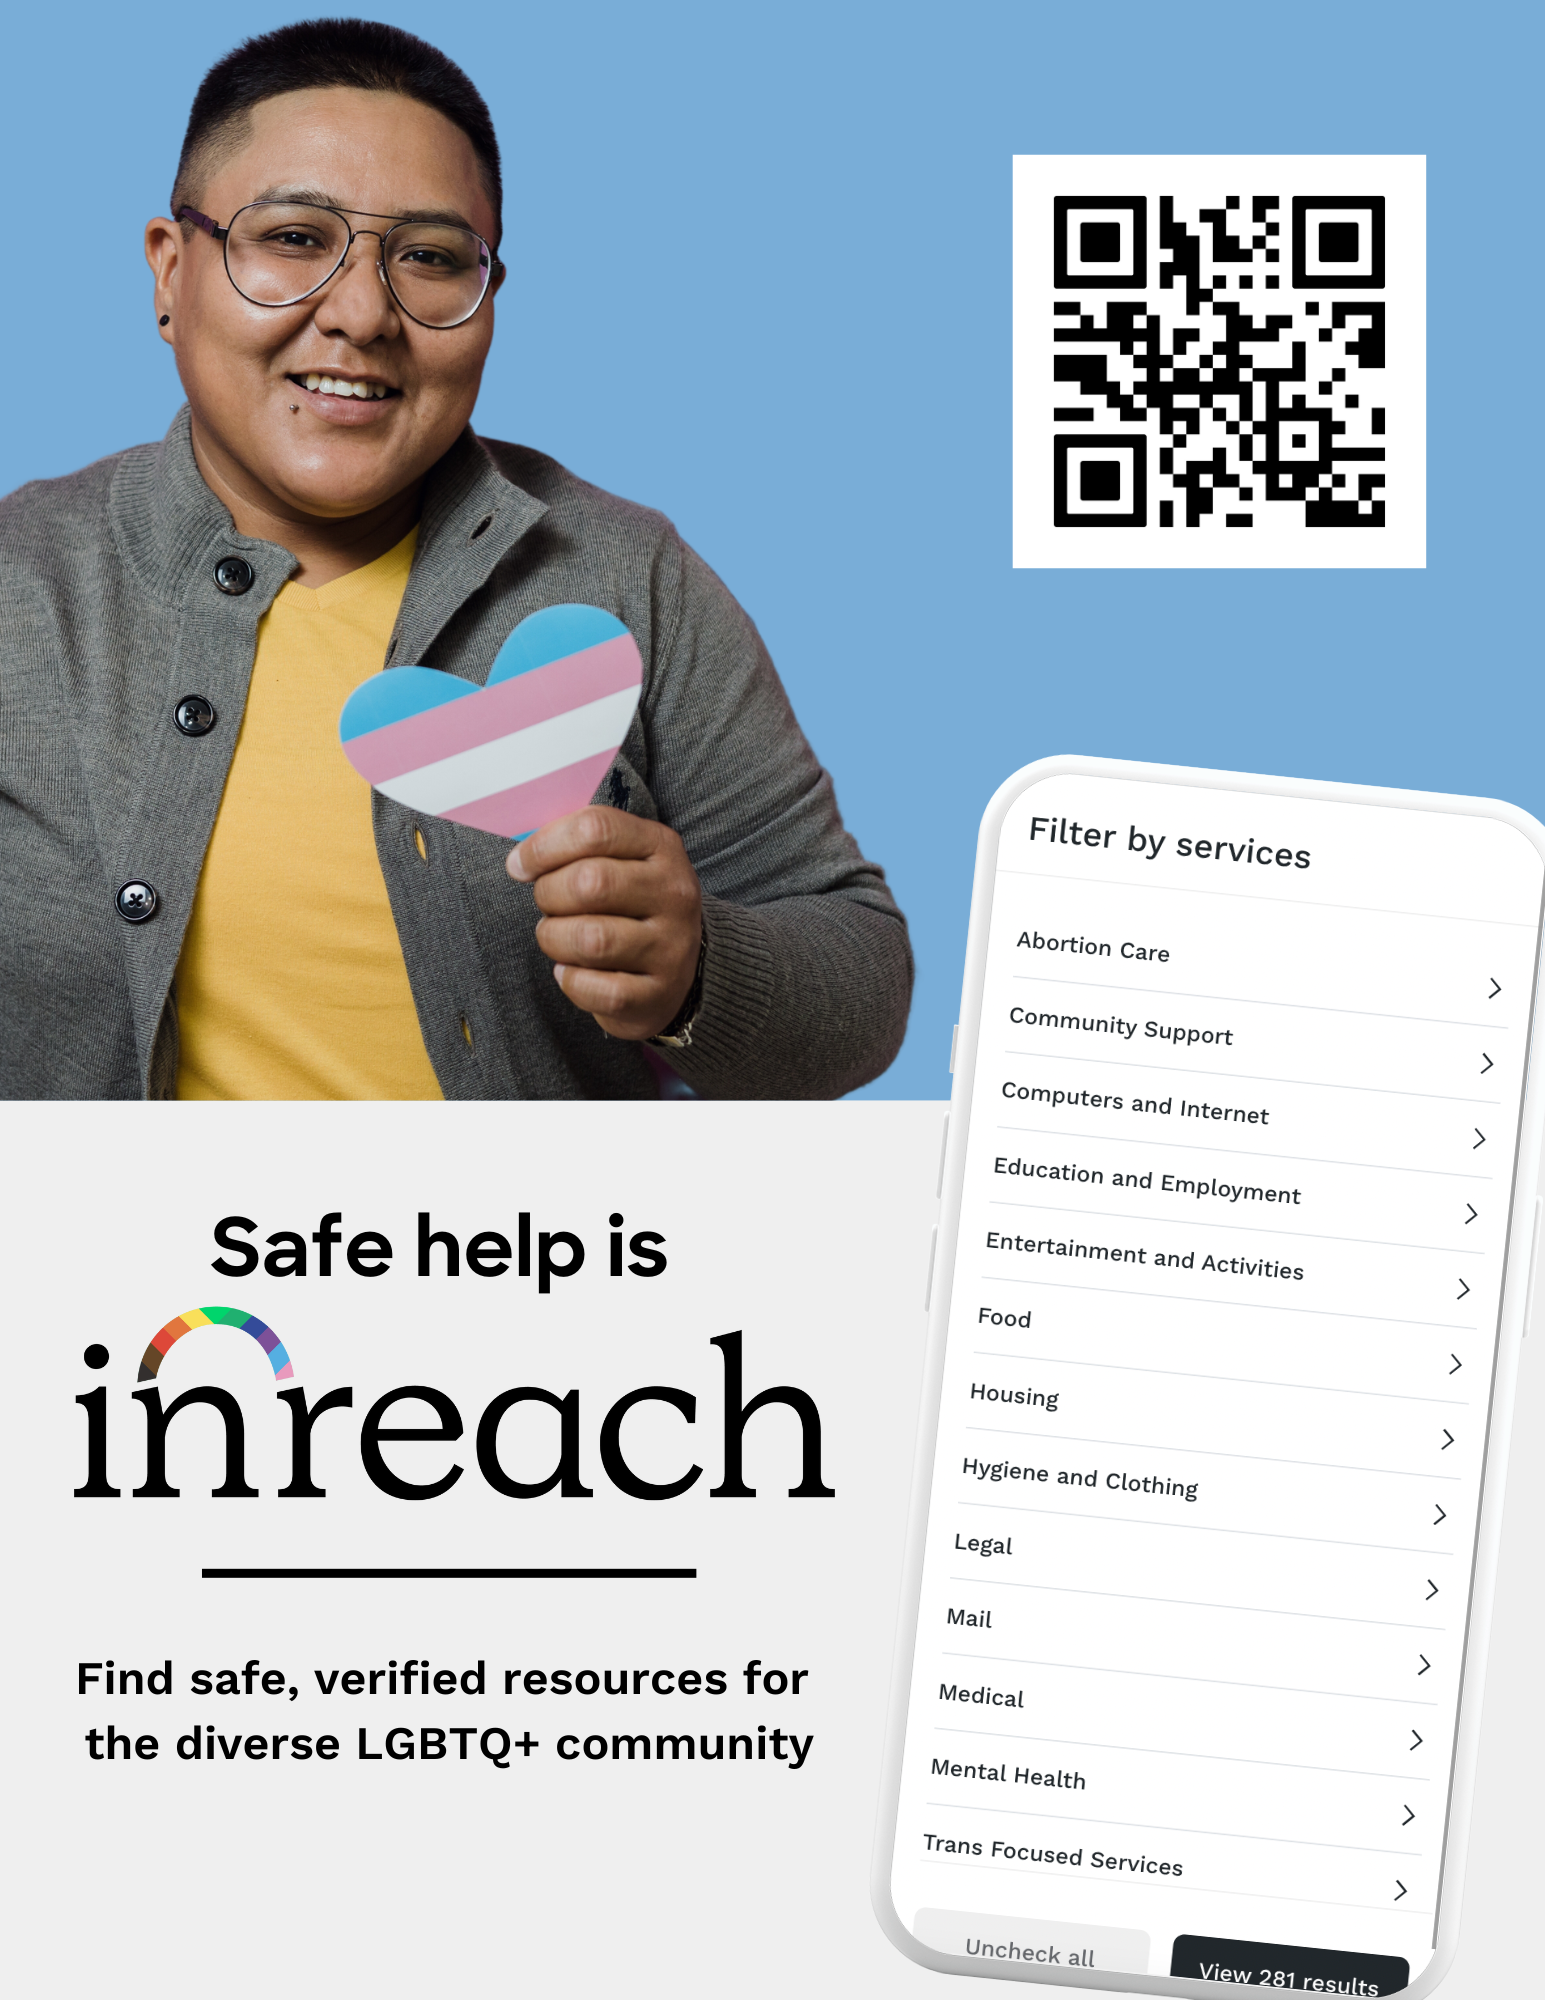 Safe help is
inreach
Find safe, verified resources for
the diverse LGBTQ+ community
Filter by services
Abortion Care
Community Support
Computers and Internet
Education and Employment
Entertainment and Activities
Food
Housing
Hygiene and Clothing
Legal
Mail
Medical
Mental Health
Trans Focused Services
Uncheck all
View 281 results